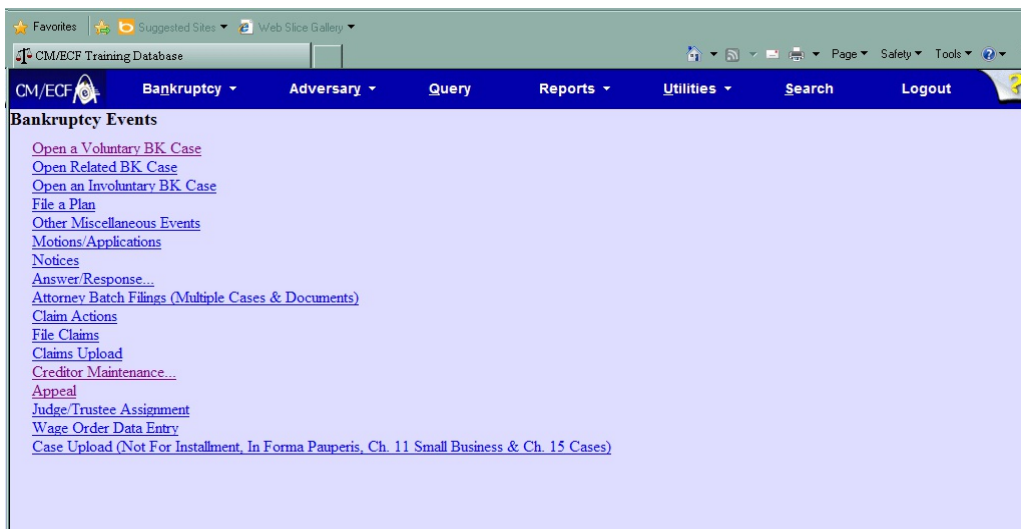 Favorites Suggested Sites Web Slice Gallery
CM/ECF Training Database Page Safety Tools
CM/ECF Bankruptcy Adversary Query Reports Utilities Search Logout ?
Bankruptcy Events
Open a Voluntary BK Case
Open Related BK Case
Open an Involuntary BK Case
File a Plan
Other Miscellaneous Events
Motions/Applications
Notices
Answer/Response...
Attorney Batch Filings (Multiple Cases & Documents)
Claim Actions
File Claims
Claims Upload
Creditor Maintenance...
Appeal
Judge/Trustee Assignment
Wage Order Data Entry
Case Upload (Not For Installment, In Forma Pauperis, Ch. 11 Small Business & Ch. 15 Cases)